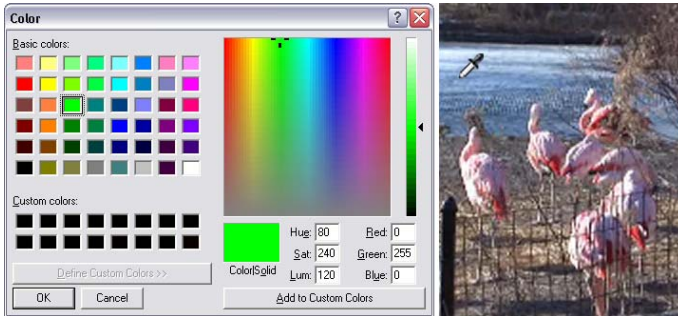 Color
Basic colors:
Custom colors:
Define Custom Colors >>
OK Cancel
Color|Solid
Hue: 80 Red: 0
Sat: 240 Green: 255
Lum: 120 Blue: 0
Add to Custom Colors